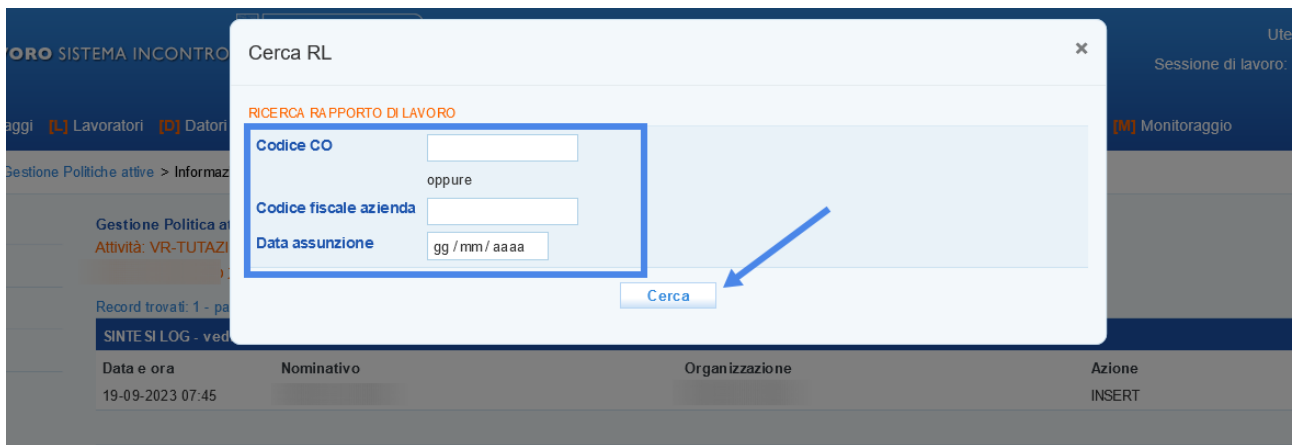 Ute
ORO SISTEMA INCONTRO
Sessione di lavoro:
Cerca RL
×
RICERCA RAPPORTO DI LAVORO
aggi [L] Lavoratori [D] Datori
[M] Monitoraggio
Codice CO
oppure
Gestione Politiche attive > Informaz
Codice fiscale azienda
Gestione Politica at
Data assunzione gg/mm/aaaa
Attività: VR-TUTAZI
Cerca
Record trovati: 1 - pa
SINTESI LOG - ved
Data e ora Nominativo Organizzazione Azione
19-09-2023 07:45 INSERT